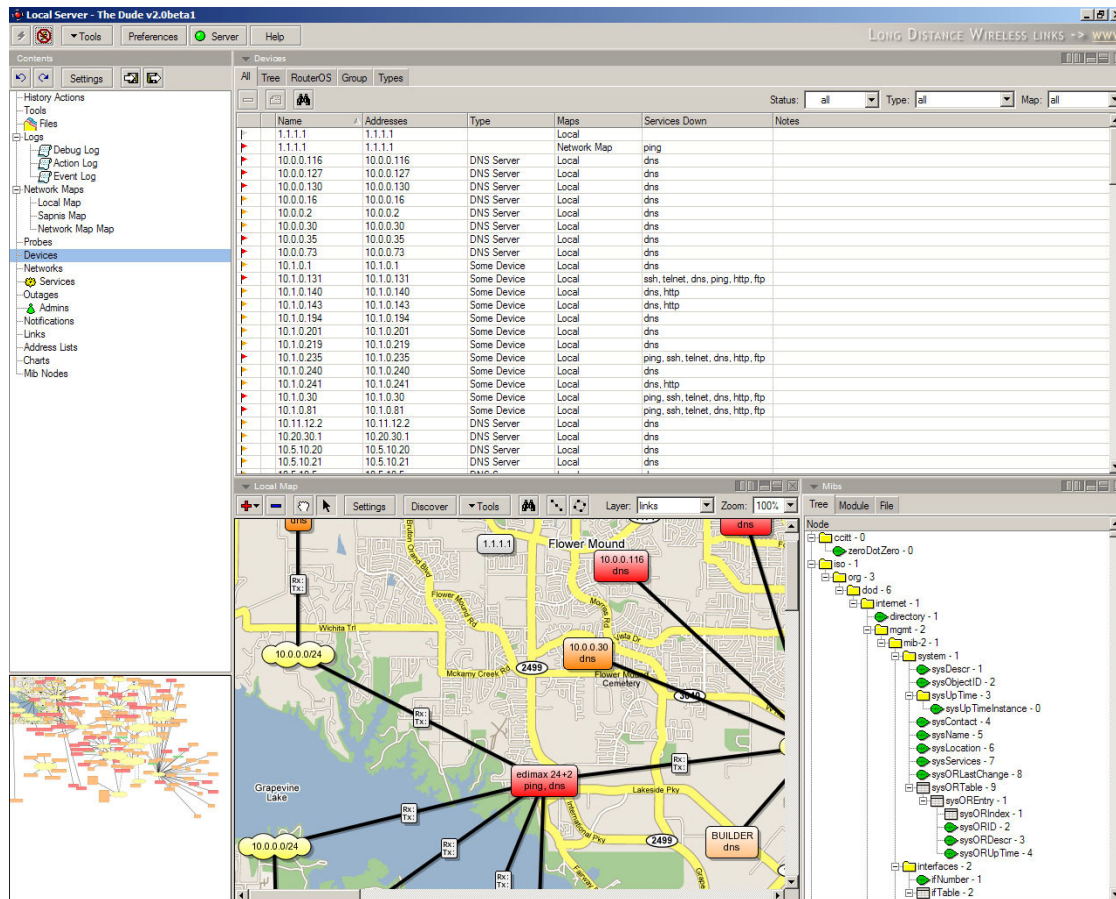 Local Server - The Dude v2.0beta1
Tools Preferences Server Help
LONG DISTANCE WIRELESS LINKS -> WWW
Contents
Settings
History Actions
Tools
Files
Logs
Debug Log
Action Log
Event Log
Network Maps
Local Map
Sapnis Map
Network Map Map
Probes
Devices
Networks
Services
Outages
Admins
Notifications
Links
Address Lists
Charts
Mib Nodes
Devices
All Tree RouterOS Group Types
Status: all Type: all Map: all
Name Addresses Type Maps Services Down Notes
1.1.1.1 1.1.1.1 Local
1.1.1.1 1.1.1.1 Network Map ping
10.0.0.116 10.0.0.116 DNS Server Local dns
10.0.0.127 10.0.0.127 DNS Server Local dns
10.0.0.130 10.0.0.130 DNS Server Local dns
10.0.0.16 10.0.0.16 DNS Server Local dns
10.0.0.2 10.0.0.2 DNS Server Local dns
10.0.0.30 10.0.0.30 DNS Server Local dns
10.0.0.35 10.0.0.35 DNS Server Local dns
10.0.0.73 10.0.0.73 DNS Server Local dns
10.1.0.1 10.1.0.1 Some Device Local dns
10.1.0.131 10.1.0.131 Some Device Local ssh, telnet, dns, ping, http, ftp
10.1.0.140 10.1.0.140 Some Device Local dns, http
10.1.0.143 10.1.0.143 Some Device Local dns, http
10.1.0.194 10.1.0.194 Some Device Local dns
10.1.0.201 10.1.0.201 Some Device Local dns
10.1.0.219 10.1.0.219 Some Device Local dns
10.1.0.235 10.1.0.235 Some Device Local ping, ssh, telnet, dns, http, ftp
10.1.0.240 10.1.0.240 Some Device Local dns
10.1.0.241 10.1.0.241 Some Device Local dns, http
10.1.0.30 10.1.0.30 Some Device Local ping, ssh, telnet, dns, http, ftp
10.1.0.81 10.1.0.81 Some Device Local ping, ssh, telnet, dns, http, ftp
10.11.12.2 10.11.12.2 DNS Server Local dns
10.20.30.1 10.20.30.1 DNS Server Local dns
10.5.10.20 10.5.10.20 DNS Server Local dns
10.5.10.21 10.5.10.21 DNS Server Local dns
Local Map
Settings Discover Tools Layer: links Zoom: 100%
dns
1.1.1.1
Flower Mound
dns
10.0.0.116
dns
Bruton Orand Blvd
Rx:
Tx:
Flower Mound Rd
Morriss Rd
Wichita Trl
10.0.0.0/24
10.0.0.30
dns
2499
Mckamy Creek Rd
Flower Mound
Cemetery
3040
Rx:
Tx:
Rx:
Tx:
edimax 24+2
ping, dns
Grapevine
Lake
Lakeside Pky
Rx:
Tx:
International Pky
Rx:
Tx:
2499
BUILDER
dns
10.0.0.0/24
Fairway
Grape
Mibs
Tree Module File
Node
ccitt - 0
zeroDotZero - 0
iso - 1
org - 3
dod - 6
internet - 1
directory - 1
mgmt - 2
mib-2 - 1
system - 1
sysDescr - 1
sysObjectID - 2
sysUpTime - 3
sysUpTimeInstance - 0
sysContact - 4
sysName - 5
sysLocation - 6
sysServices - 7
sysORLastChange - 8
sysORTable - 9
sysOREntry - 1
sysORIndex - 1
sysORID - 2
sysORDescr - 3
sysORUpTime - 4
interfaces - 2
ifNumber - 1
ifTable - 2